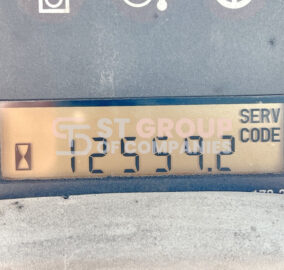 SERV
CODE
ST GROUP
OF COMPANIES
12559.2